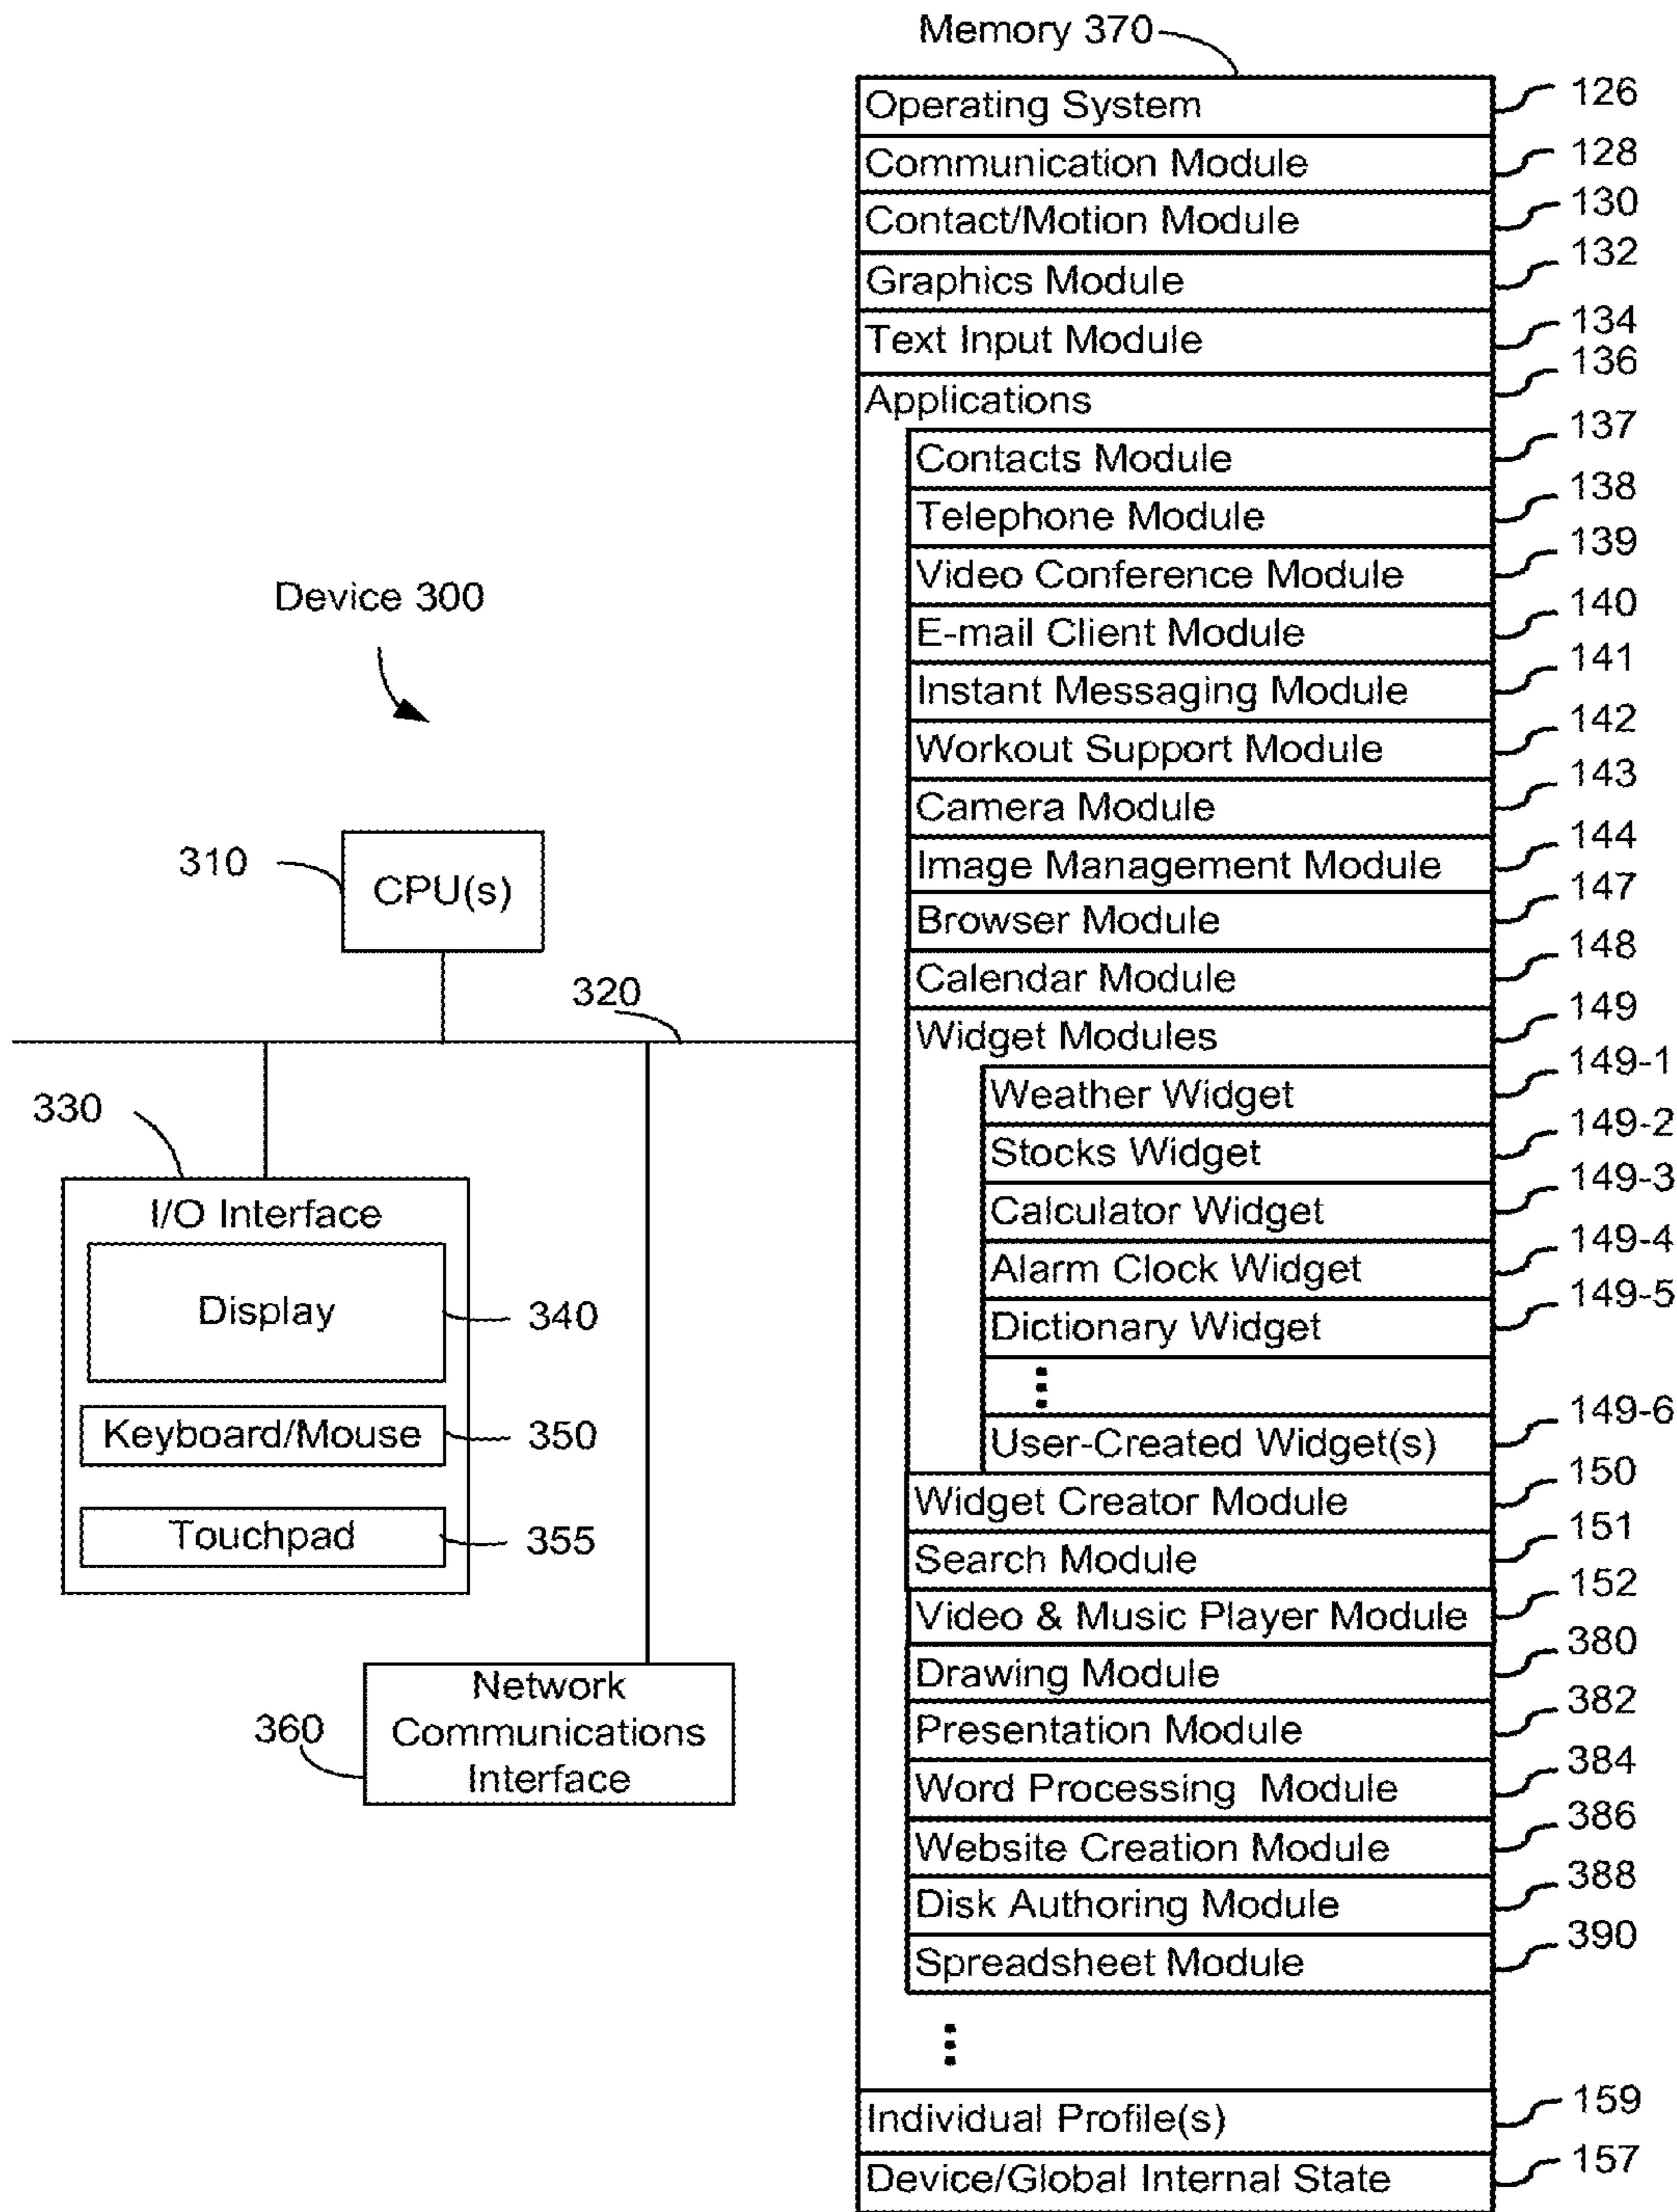 Memory 370
Operating System 126
Communication Module 128
Contact/Motion Module 130
Graphics Module 132
Text Input Module 134
Applications 136
Contacts Module 137
Telephone Module 138
Video Conference Module 139
E-mail Client Module 140
Instant Messaging Module 141
Workout Support Module 142
Camera Module 143
Image Management Module 144
Browser Module 147
Calendar Module 148
Widget Modules 149
Weather Widget 149-1
Stocks Widget 149-2
Calculator Widget 149-3
Alarm Clock Widget 149-4
Dictionary Widget 149-5
User-Created Widget(s) 149-6
Widget Creator Module 150
Search Module 151
Video & Music Player Module 152
Drawing Module 380
Presentation Module 382
Word Processing Module 384
Website Creation Module 386
Disk Authoring Module 388
Spreadsheet Module 390
Individual Profile(s) 159
Device/Global Internal State 157
Device 300
310
CPU(s)
320
330
I/O Interface
Display 340
Keyboard/Mouse 350
Touchpad 355
360
Network
Communications
Interface